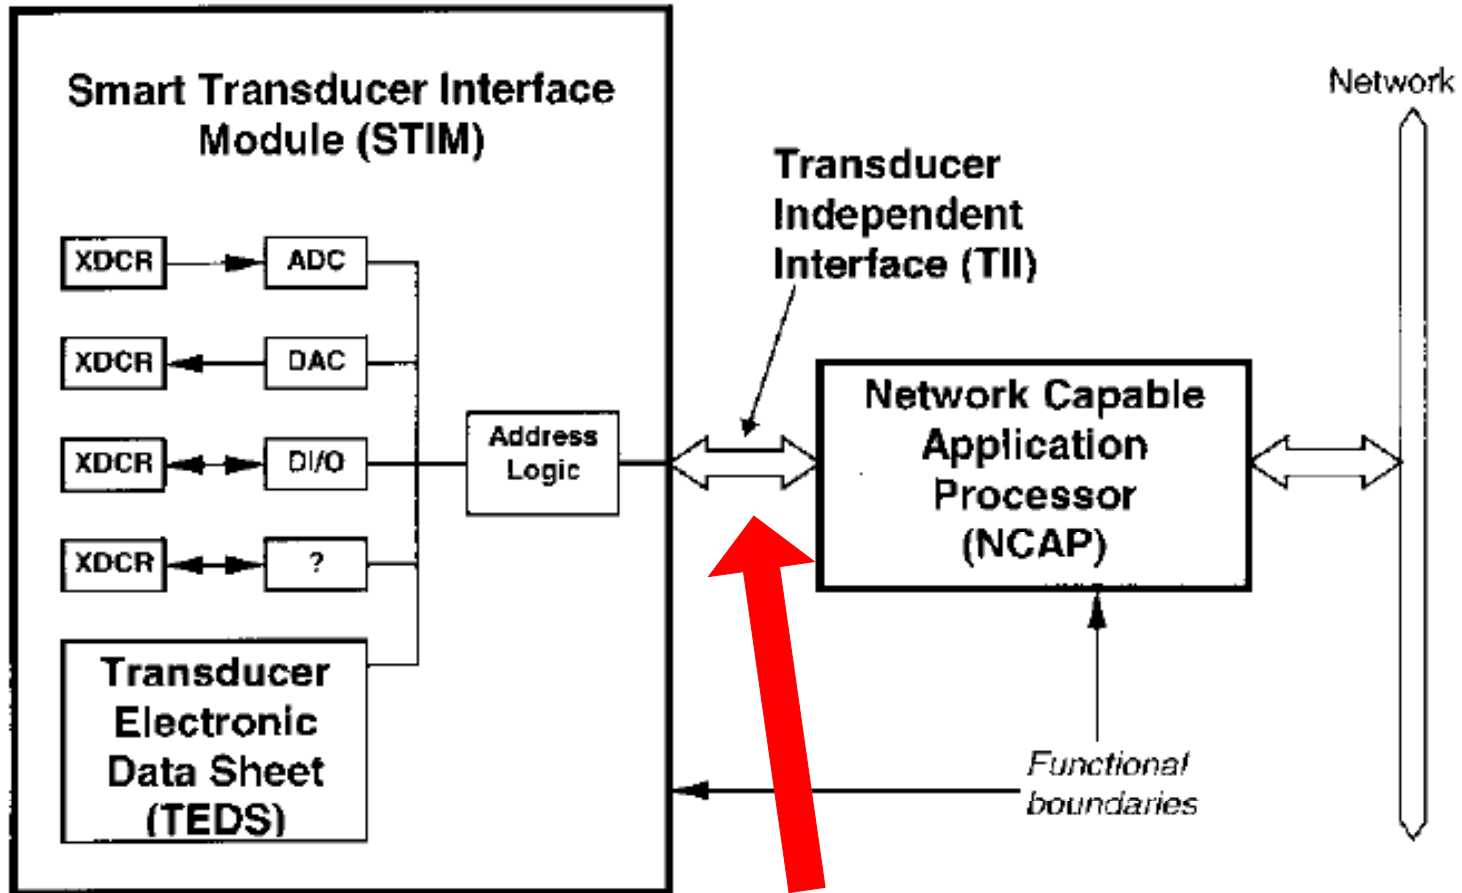 Smart Transducer Interface
Module (STIM)
Network
Transducer
Independent
Interface (TII)
XDCR
ADC
XDCR
DAC
XDCR
DI/O
XDCR
?
Address
Logic
Network Capable
Application
Processor
(NCAP)
Transducer
Electronic
Data Sheet
(TEDS)
Functional
boundaries